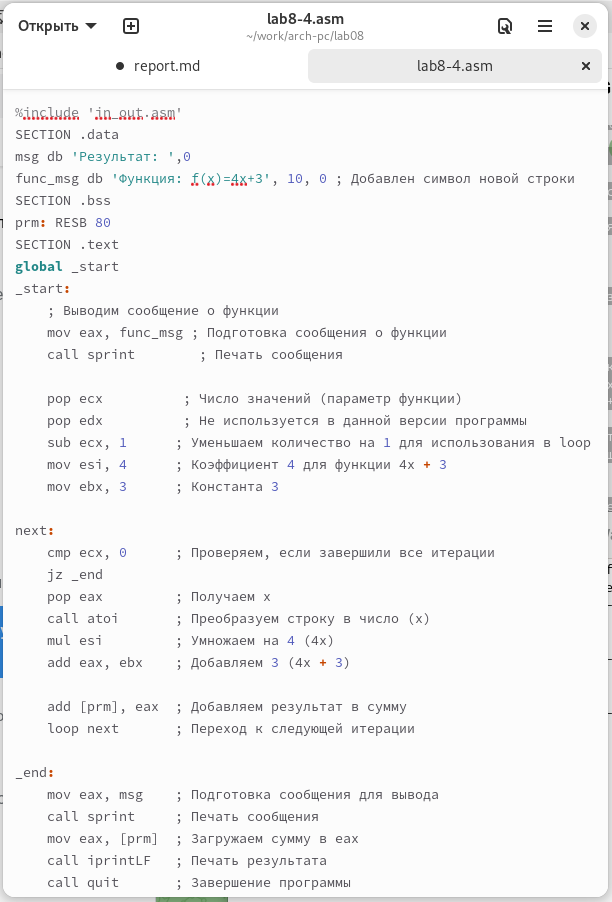 Открыть
lab8-4.asm
~/work/arch-pc/lab08
report.md
lab8-4.asm
%include 'in_out.asm'
SECTION .data
msg db 'Результат: ',0
func_msg db 'Функция: f(x)=4x+3', 10, 0 ; Добавлен символ новой строки
SECTION .bss
prm: RESB 80
SECTION .text
global _start
_start:
    ; Выводим сообщение о функции
    mov eax, func_msg ; Подготовка сообщения о функции
    call sprint        ; Печать сообщения
    pop ecx          ; Число значений (параметр функции)
    pop edx          ; Не используется в данной версии программы
    sub ecx, 1      ; Уменьшаем количество на 1 для использования в loop
    mov esi, 4      ; Коэффициент 4 для функции 4x + 3
    mov ebx, 3      ; Константа 3
next:
    cmp ecx, 0      ; Проверяем, если завершили все итерации
    jz _end
    pop eax         ; Получаем x
    call atoi       ; Преобразуем строку в число (x)
    mul esi         ; Умножаем на 4 (4x)
    add eax, ebx    ; Добавляем 3 (4x + 3)
    add [prm], eax  ; Добавляем результат в сумму
    loop next       ; Переход к следующей итерации
_end:
    mov eax, msg    ; Подготовка сообщения для вывода
    call sprint     ; Печать сообщения
    mov eax, [prm]  ; Загружаем сумму в eax
    call iprintLF   ; Печать результата
    call quit       ; Завершение программы